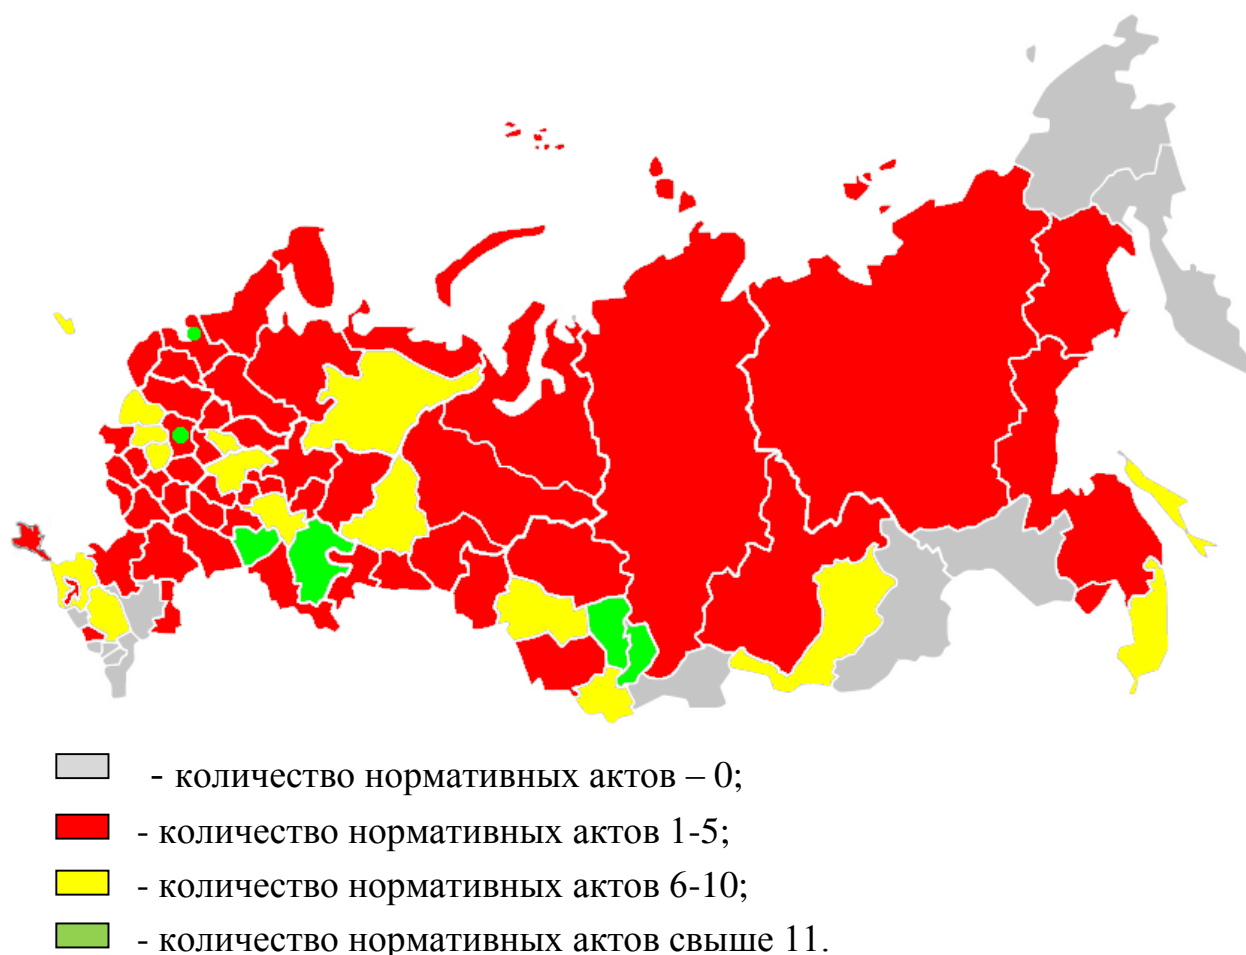 - количество нормативных актов – 0;
- количество нормативных актов 1-5;
- количество нормативных актов 6-10;
- количество нормативных актов свыше 11.